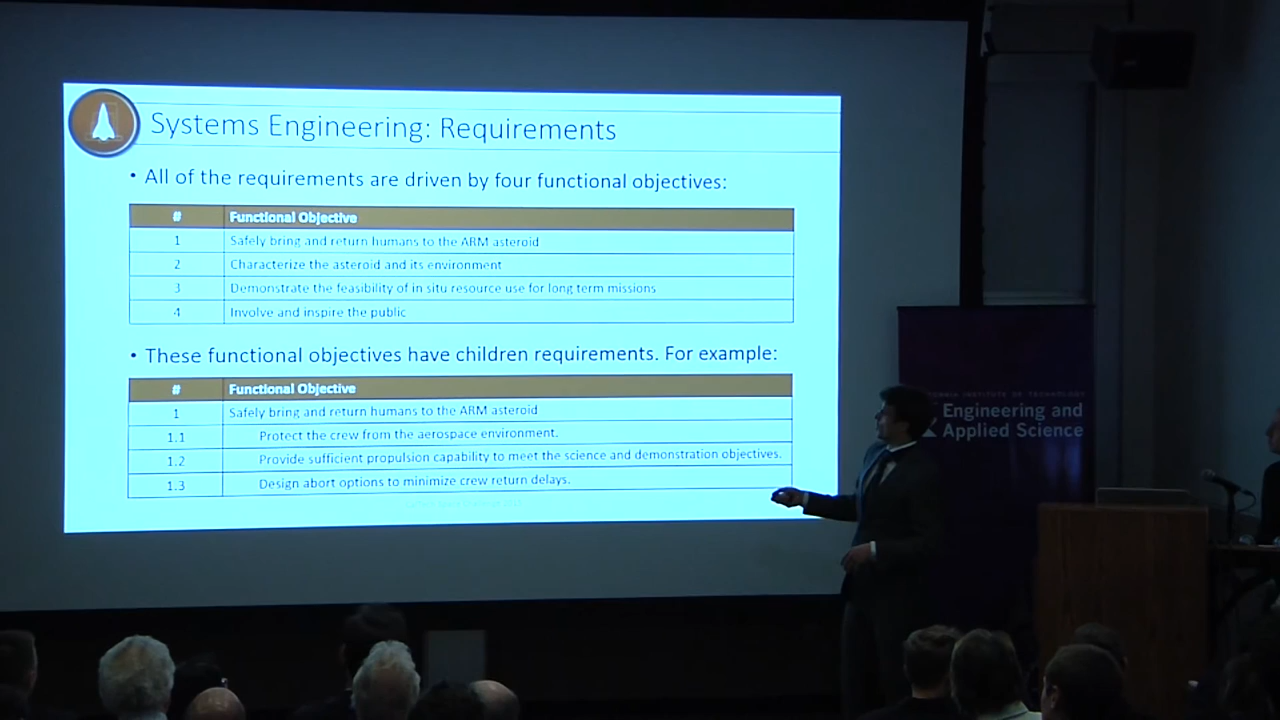 Systems Engineering: Requirements
• All of the requirements are driven by four functional objectives:
# Functional Objective
1 Safely bring and return humans to the ARM asteroid
2 Characterize the asteroid and its environment
3 Demonstrate the feasibility of in situ resource use for long term missions
4 Involve and inspire the public
• These functional objectives have children requirements. For example:
# Functional Objective
1 Safely bring and return humans to the ARM asteroid
1.1 Protect the crew from the aerospace environment.
1.2 Provide sufficient propulsion capability to meet the science and demonstration objectives.
1.3 Design abort options to minimize crew return delays.
INSTITUTE OF TECHNOLOGY
Engineering and
Applied Science